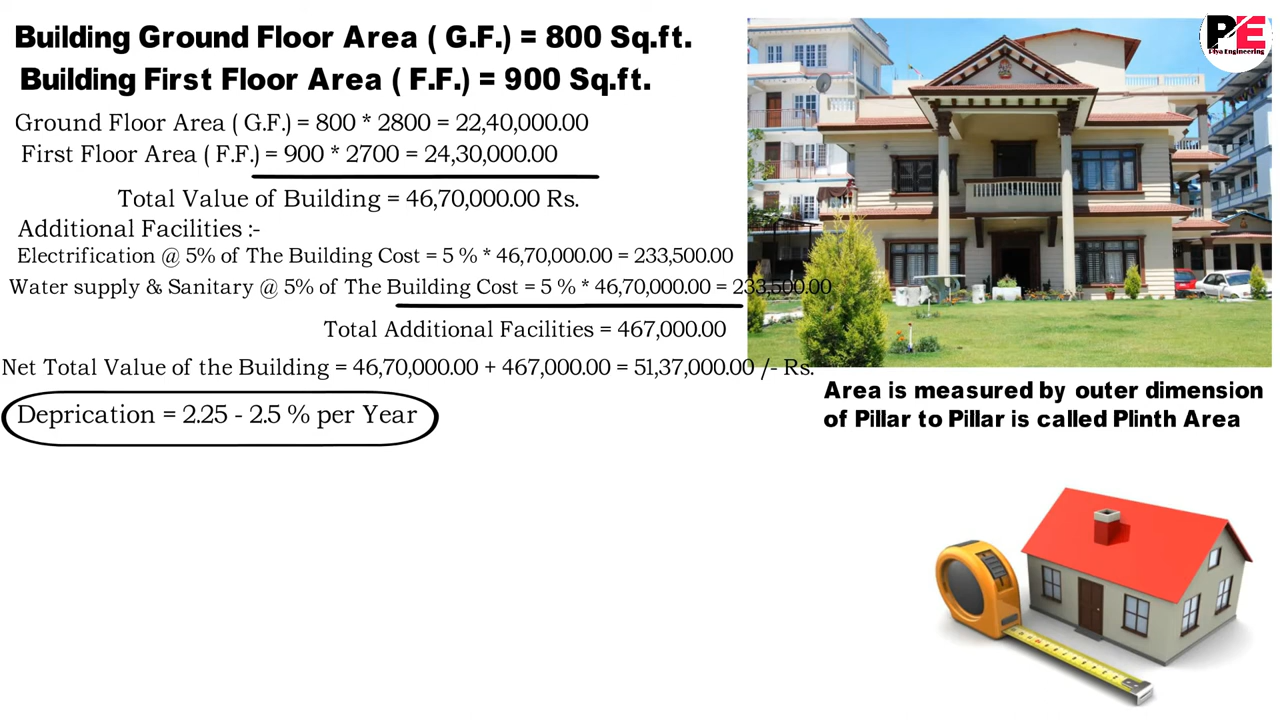 Building Ground Floor Area ( G.F.) = 800 Sq.ft.
Building First Floor Area ( F.F.) = 900 Sq.ft.
Ground Floor Area ( G.F.) = 800 * 2800 = 22,40,000.00
First Floor Area ( F.F.) = 900 * 2700 = 24,30,000.00
Total Value of Building = 46,70,000.00 Rs.
Additional Facilities :-
Electrification @ 5% of The Building Cost = 5 % * 46,70,000.00 = 233,500.00
Water supply & Sanitary @ 5% of The Building Cost = 5 % * 46,70,000.00 = 233,500.00
Total Additional Facilities = 467,000.00
Net Total Value of the Building = 46,70,000.00 + 467,000.00 = 51,37,000.00 /- Rs.
Deprication = 2.25 - 2.5 % per Year
PE
Piya Engineering
Area is measured by outer dimension
of Pillar to Pillar is called Plinth Area